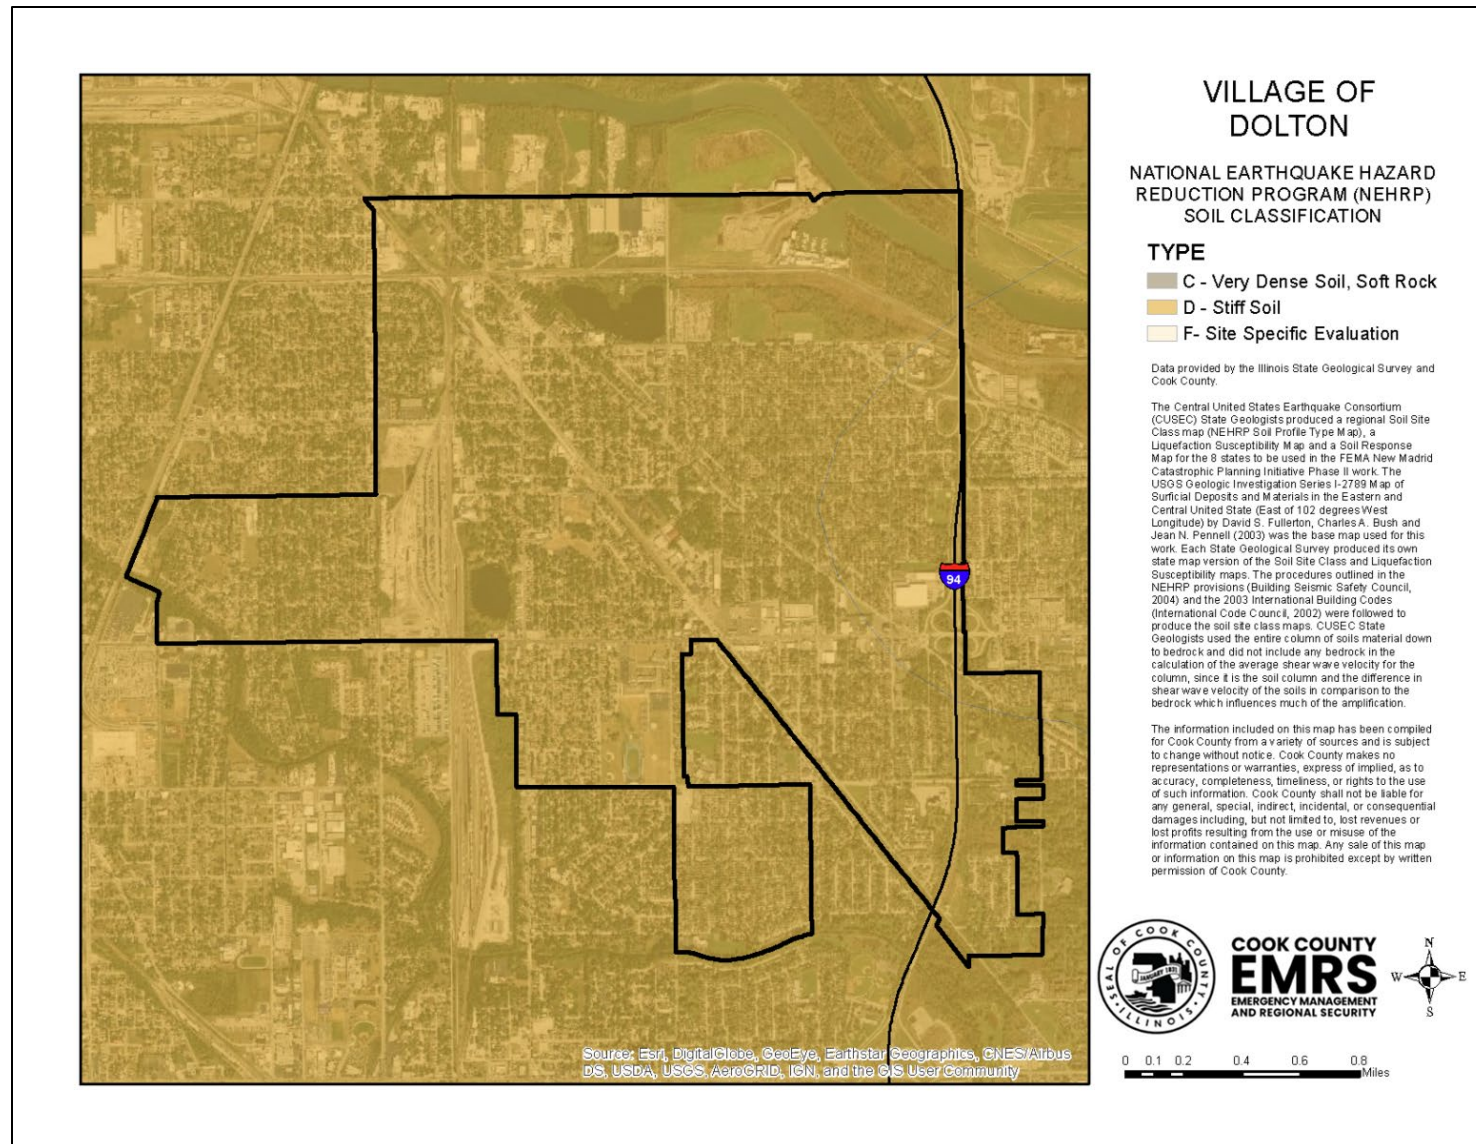 VILLAGE OF
DOLTON
NATIONAL EARTHQUAKE HAZARD
REDUCTION PROGRAM (NEHRP)
SOIL CLASSIFICATION
TYPE
C - Very Dense Soil, Soft Rock
D - Stiff Soil
F- Site Specific Evaluation
Data provided by the Illinois State Geological Survey and
Cook County.
The Central United States Earthquake Consortium
(CUSEC) State Geologists produced a regional Soil Site
Class map (NEHRP Soil Profile Type Map), a
Liquefaction Susceptibility Map and a Soil Response
Map for the 8 states to be used in the FEMA New Madrid
Catastrophic Planning Initiative Phase II work. The
USGS Geologic Investigation Series I-2789 Map of
Surficial Deposits and Materials in the Eastern and
Central United State (East of 102 degrees West
Longitude) by David S. Fullerton, Charles A. Bush and
Jean N. Pennell (2003) was the base map used for this
work. Each State Geological Survey produced its own
state map version of the Soil Site Class and Liquefaction
Susceptibility maps. The procedures outlined in the
NEHRP provisions (Building Seismic Safety Council,
2004) and the 2003 International Building Codes
(International Code Council, 2002) were followed to
produce the soil site class maps. CUSEC State
Geologists used the entire column of soils material down
to bedrock and did not include any bedrock in the
calculation of the average shear wave velocity for the
column, since it is the soil column and the difference in
shear wave velocity of the soils in comparison to the
bedrock which influences much of the amplification.
The information included on this map has been compiled
for Cook County from a variety of sources and is subject
to change without notice. Cook County makes no
representations or warranties, express of implied, as to
accuracy, completeness, timeliness, or rights to the use
of such information. Cook County shall not be liable for
any general, special, indirect, incidental, or consequential
damages including, but not limited to, lost revenues or
lost profits resulting from the use or misuse of the
information contained on this map. Any sale of this map
or information on this map is prohibited except by written
permission of Cook County.
94
SEAL OF COOK COUNTY
JANUARY 1831
ILLINOIS
COOK COUNTY
EMRS
EMERGENCY MANAGEMENT
AND REGIONAL SECURITY
N
W E
S
Source: Esri, DigitalGlobe, GeoEye, Earthstar Geographics, CNES/Airbus
DS, USDA, USGS, AeroGRID, IGN, and the GIS User Community
0 0.1 0.2 0.4 0.6 0.8
Miles